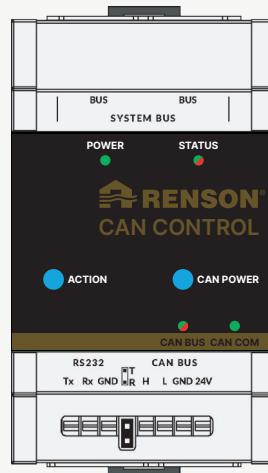 BUS BUS
SYSTEM BUS
POWER STATUS
RENSON®
CAN CONTROL
ACTION CAN POWER
CAN BUS CAN COM
RS232 CAN BUS
T
Tx Rx GND R H L GND 24V